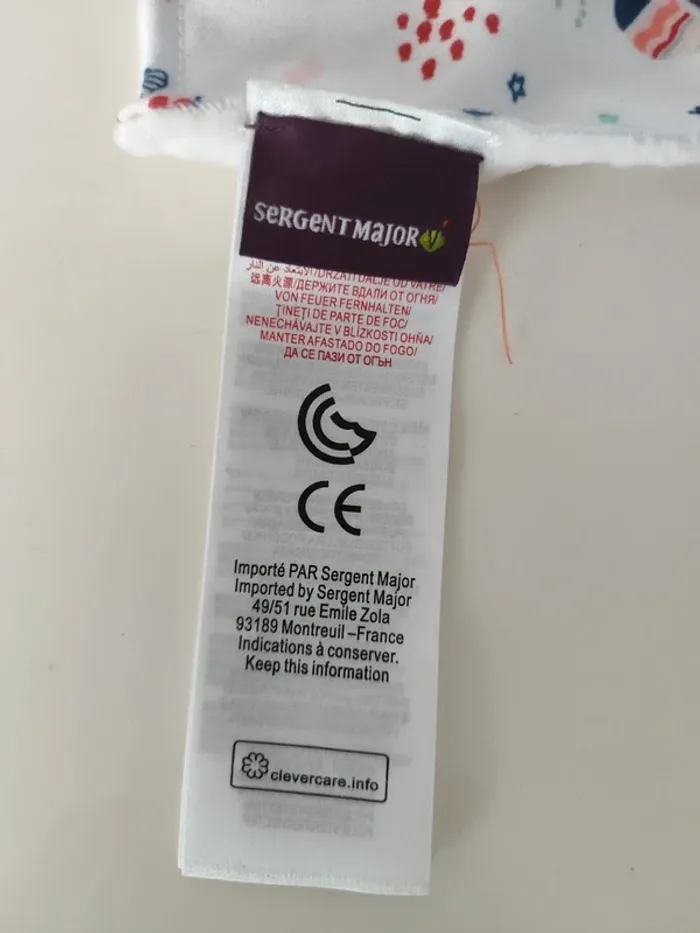 SERGENT MAJOR
الابتعاد عن النار/DRŽATI DALJE OD VATRE/
远离火源/ДЕРЖИТЕ ВДАЛИ ОТ ОГНЯ/
VON FEUER FERNHALTEN/
ȚINEȚI DE PARTE DE FOC/
NENECHÁVAJTE V BLÍZKOSTI OHŇA/
MANTER AFASTADO DO FOGO/
ДА СЕ ПАЗИ ОТ ОГЪН
CE
Importé PAR Sergent Major
Imported by Sergent Major
49/51 rue Emile Zola
93189 Montreuil –France
Indications à conserver.
Keep this information
clevercare.info